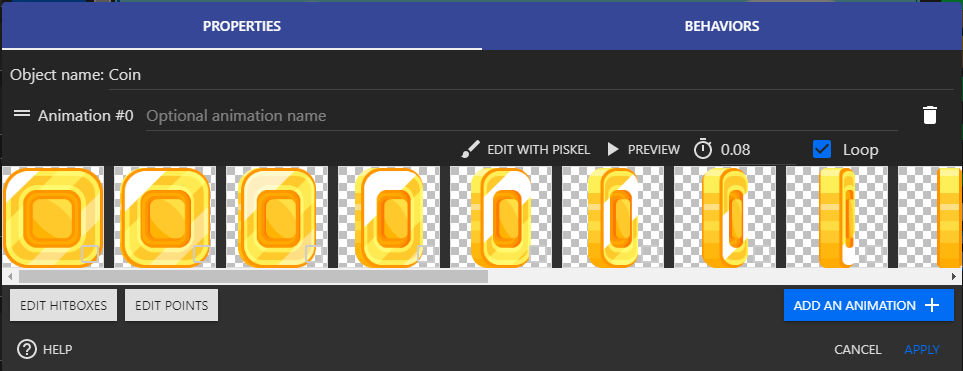 PROPERTIES BEHAVIORS
Object name: Coin
Animation #0 Optional animation name
EDIT WITH PISKEL PREVIEW 0.08 Loop
EDIT HITBOXES EDIT POINTS ADD AN ANIMATION
HELP CANCEL APPLY